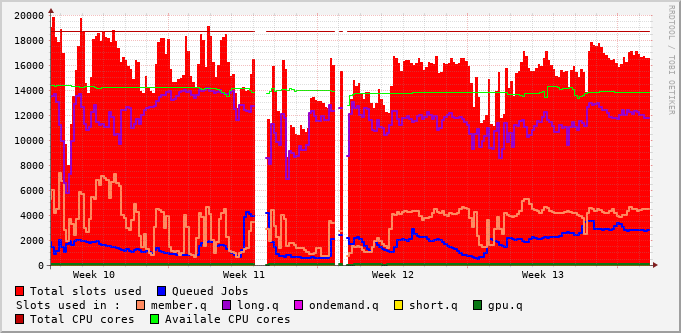 20000
18000
16000
14000
12000
10000
8000
6000
4000
2000
0
Week 10 Week 11 Week 12 Week 13
RRDTOOL / TOBI OETIKER
Total slots used Queued Jobs
Slots used in : member.q long.q ondemand.q short.q gpu.q
Total CPU cores Availale CPU cores